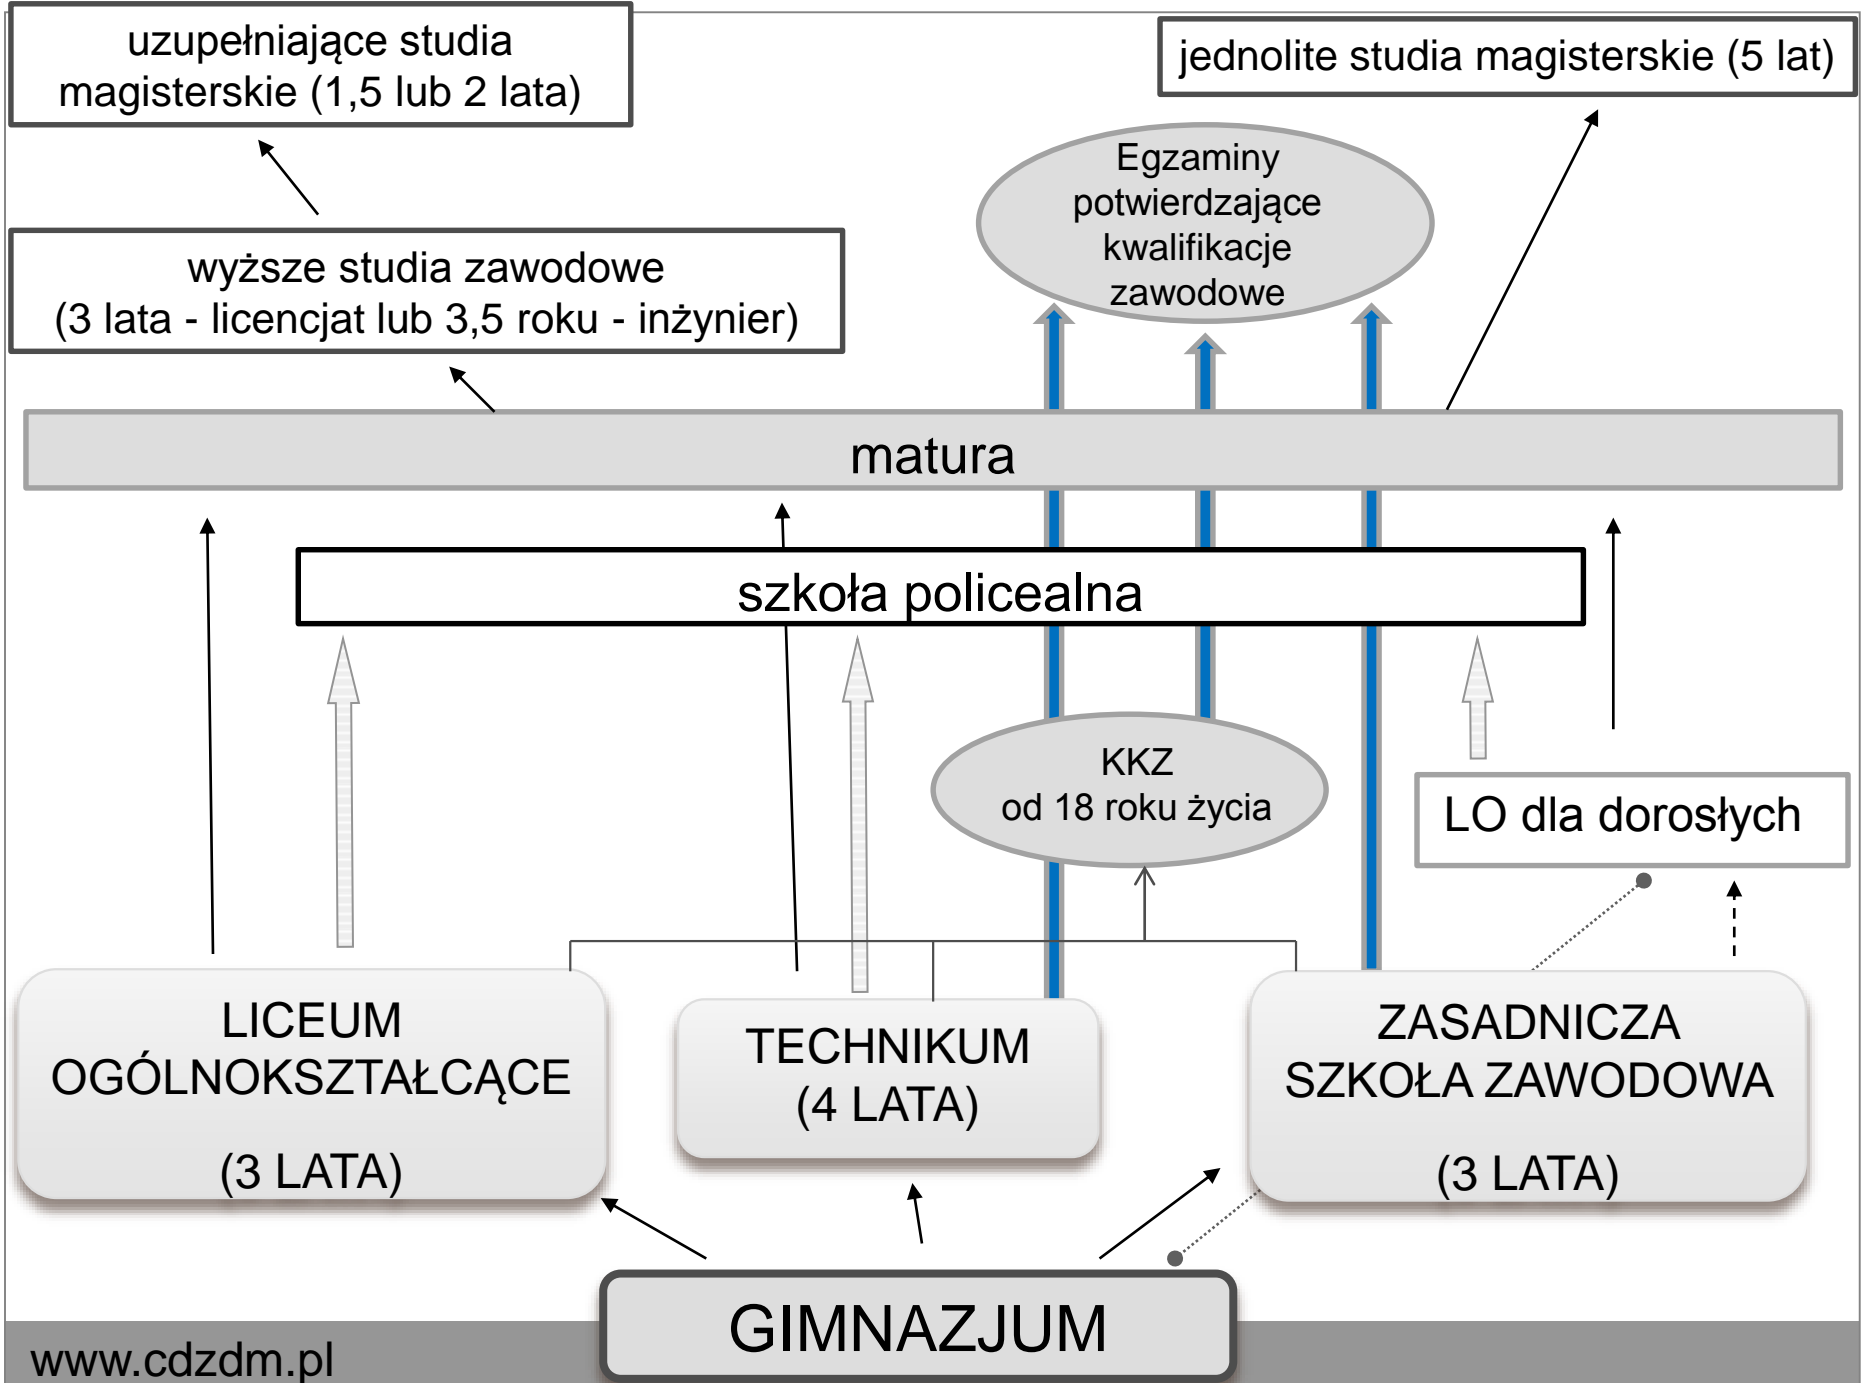 uzupełniające studia
magisterskie (1,5 lub 2 lata)
jednolite studia magisterskie (5 lat)
Egzaminy
potwierdzające
kwalifikacje
zawodowe
wyższe studia zawodowe
(3 lata - licencjat lub 3,5 roku - inżynier)
matura
szkoła policealna
KKZ
od 18 roku życia
LO dla dorosłych
LICEUM
OGÓLNOKSZTAŁCĄCE
(3 LATA)
TECHNIKUM
(4 LATA)
ZASADNICZA
SZKOŁA ZAWODOWA
(3 LATA)
GIMNAZJUM
www.cdzdm.pl